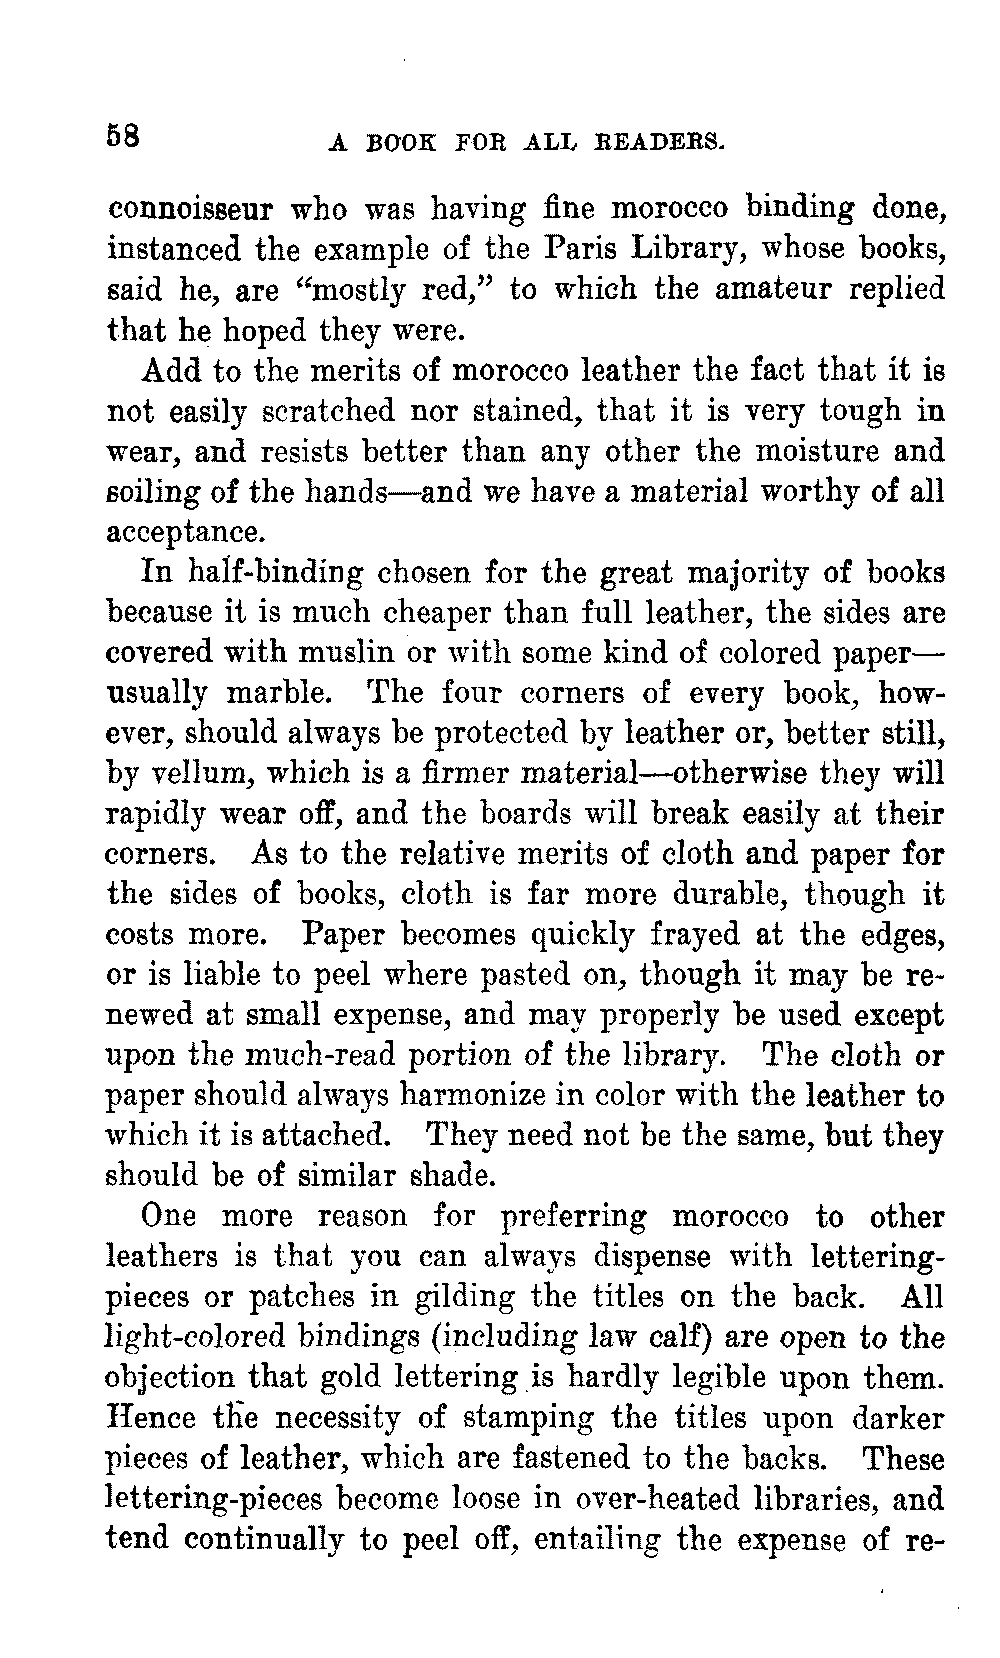 58
A BOOK FOR ALL READERS.
connoisseur who was having fine morocco binding done,
instanced the example of the Paris Library, whose books,
said he, are “mostly red,” to which the amateur replied
that he hoped they were.
Add to the merits of morocco leather the fact that it is
not easily scratched nor stained, that it is very tough in
wear, and resists better than any other the moisture and
soiling of the hands—and we have a material worthy of all
acceptance.
In half-binding chosen for the great majority of books
because it is much cheaper than full leather, the sides are
covered with muslin or with some kind of colored paper—
usually marble. The four corners of every book, how-
ever, should always be protected by leather or, better still,
by vellum, which is a firmer material—otherwise they will
rapidly wear off, and the boards will break easily at their
corners. As to the relative merits of cloth and paper for
the sides of books, cloth is far more durable, though it
costs more. Paper becomes quickly frayed at the edges,
or is liable to peel where pasted on, though it may be re-
newed at small expense, and may properly be used except
upon the much-read portion of the library. The cloth or
paper should always harmonize in color with the leather to
which it is attached. They need not be the same, but they
should be of similar shade.
One more reason for preferring morocco to other
leathers is that you can always dispense with lettering-
pieces or patches in gilding the titles on the back. All
light-colored bindings (including law calf) are open to the
objection that gold lettering is hardly legible upon them.
Hence the necessity of stamping the titles upon darker
pieces of leather, which are fastened to the backs. These
lettering-pieces become loose in over-heated libraries, and
tend continually to peel off, entailing the expense of re-